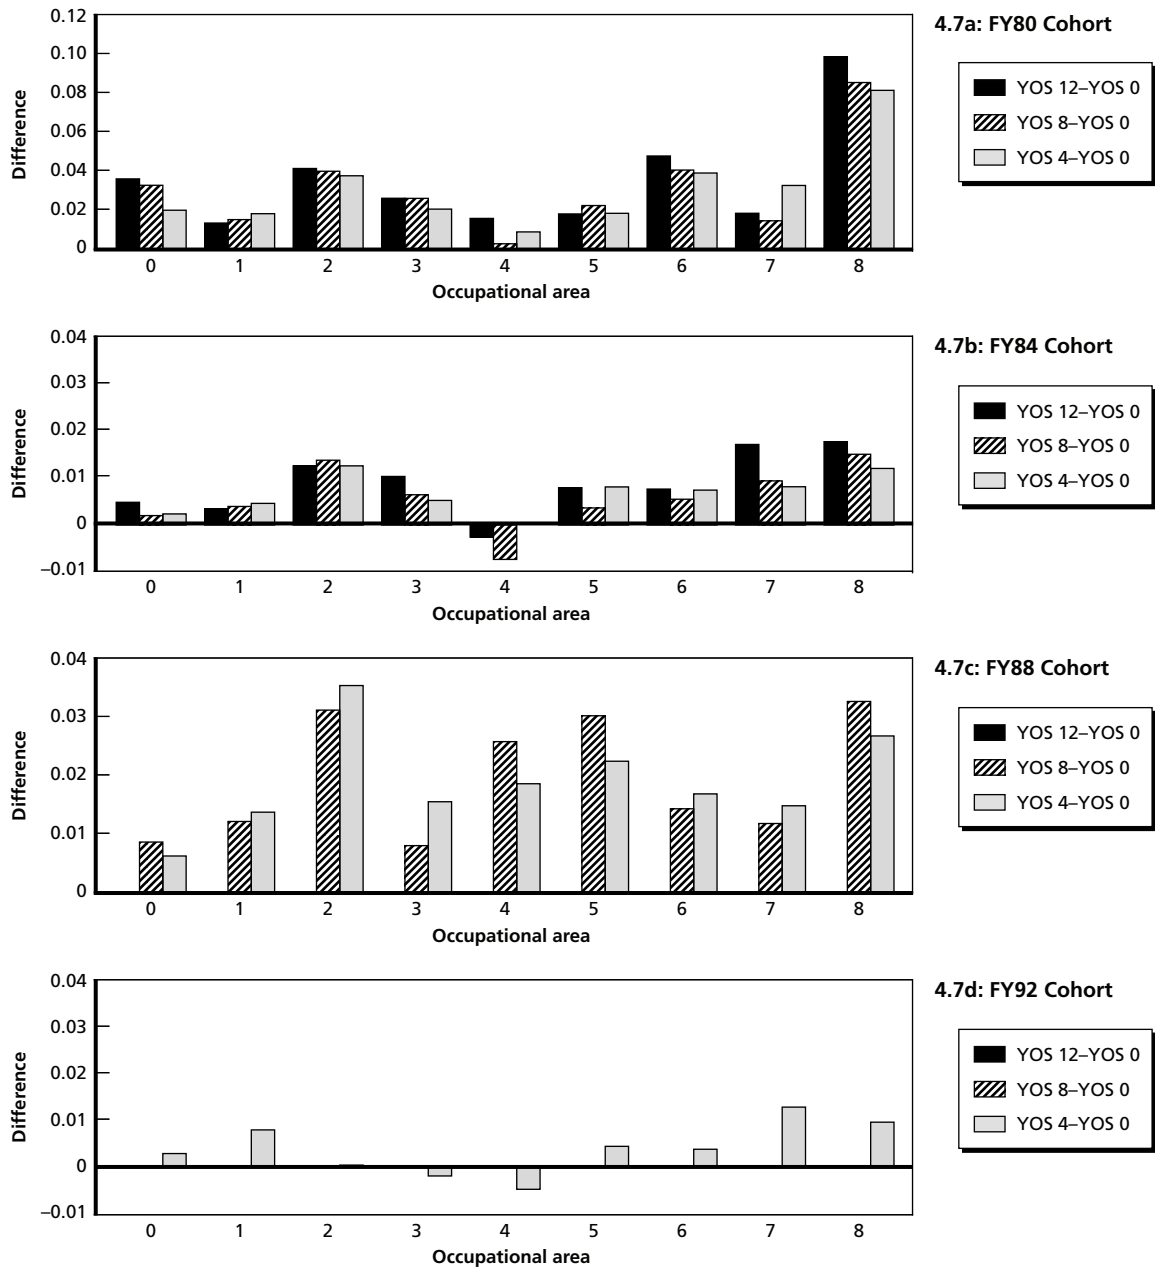 4.7a: FY80 Cohort
Difference
0.12
0.10
0.08
0.06
0.04
0.02
0
0 1 2 3 4 5 6 7 8
Occupational area
YOS 12–YOS 0
YOS 8–YOS 0
YOS 4–YOS 0
4.7b: FY84 Cohort
Difference
0.04
0.03
0.02
0.01
0
–0.01
0 1 2 3 4 5 6 7 8
Occupational area
YOS 12–YOS 0
YOS 8–YOS 0
YOS 4–YOS 0
4.7c: FY88 Cohort
Difference
0.04
0.03
0.02
0.01
0
0 1 2 3 4 5 6 7 8
Occupational area
YOS 12–YOS 0
YOS 8–YOS 0
YOS 4–YOS 0
4.7d: FY92 Cohort
Difference
0.04
0.03
0.02
0.01
0
–0.01
0 1 2 3 4 5 6 7 8
Occupational area
YOS 12–YOS 0
YOS 8–YOS 0
YOS 4–YOS 0